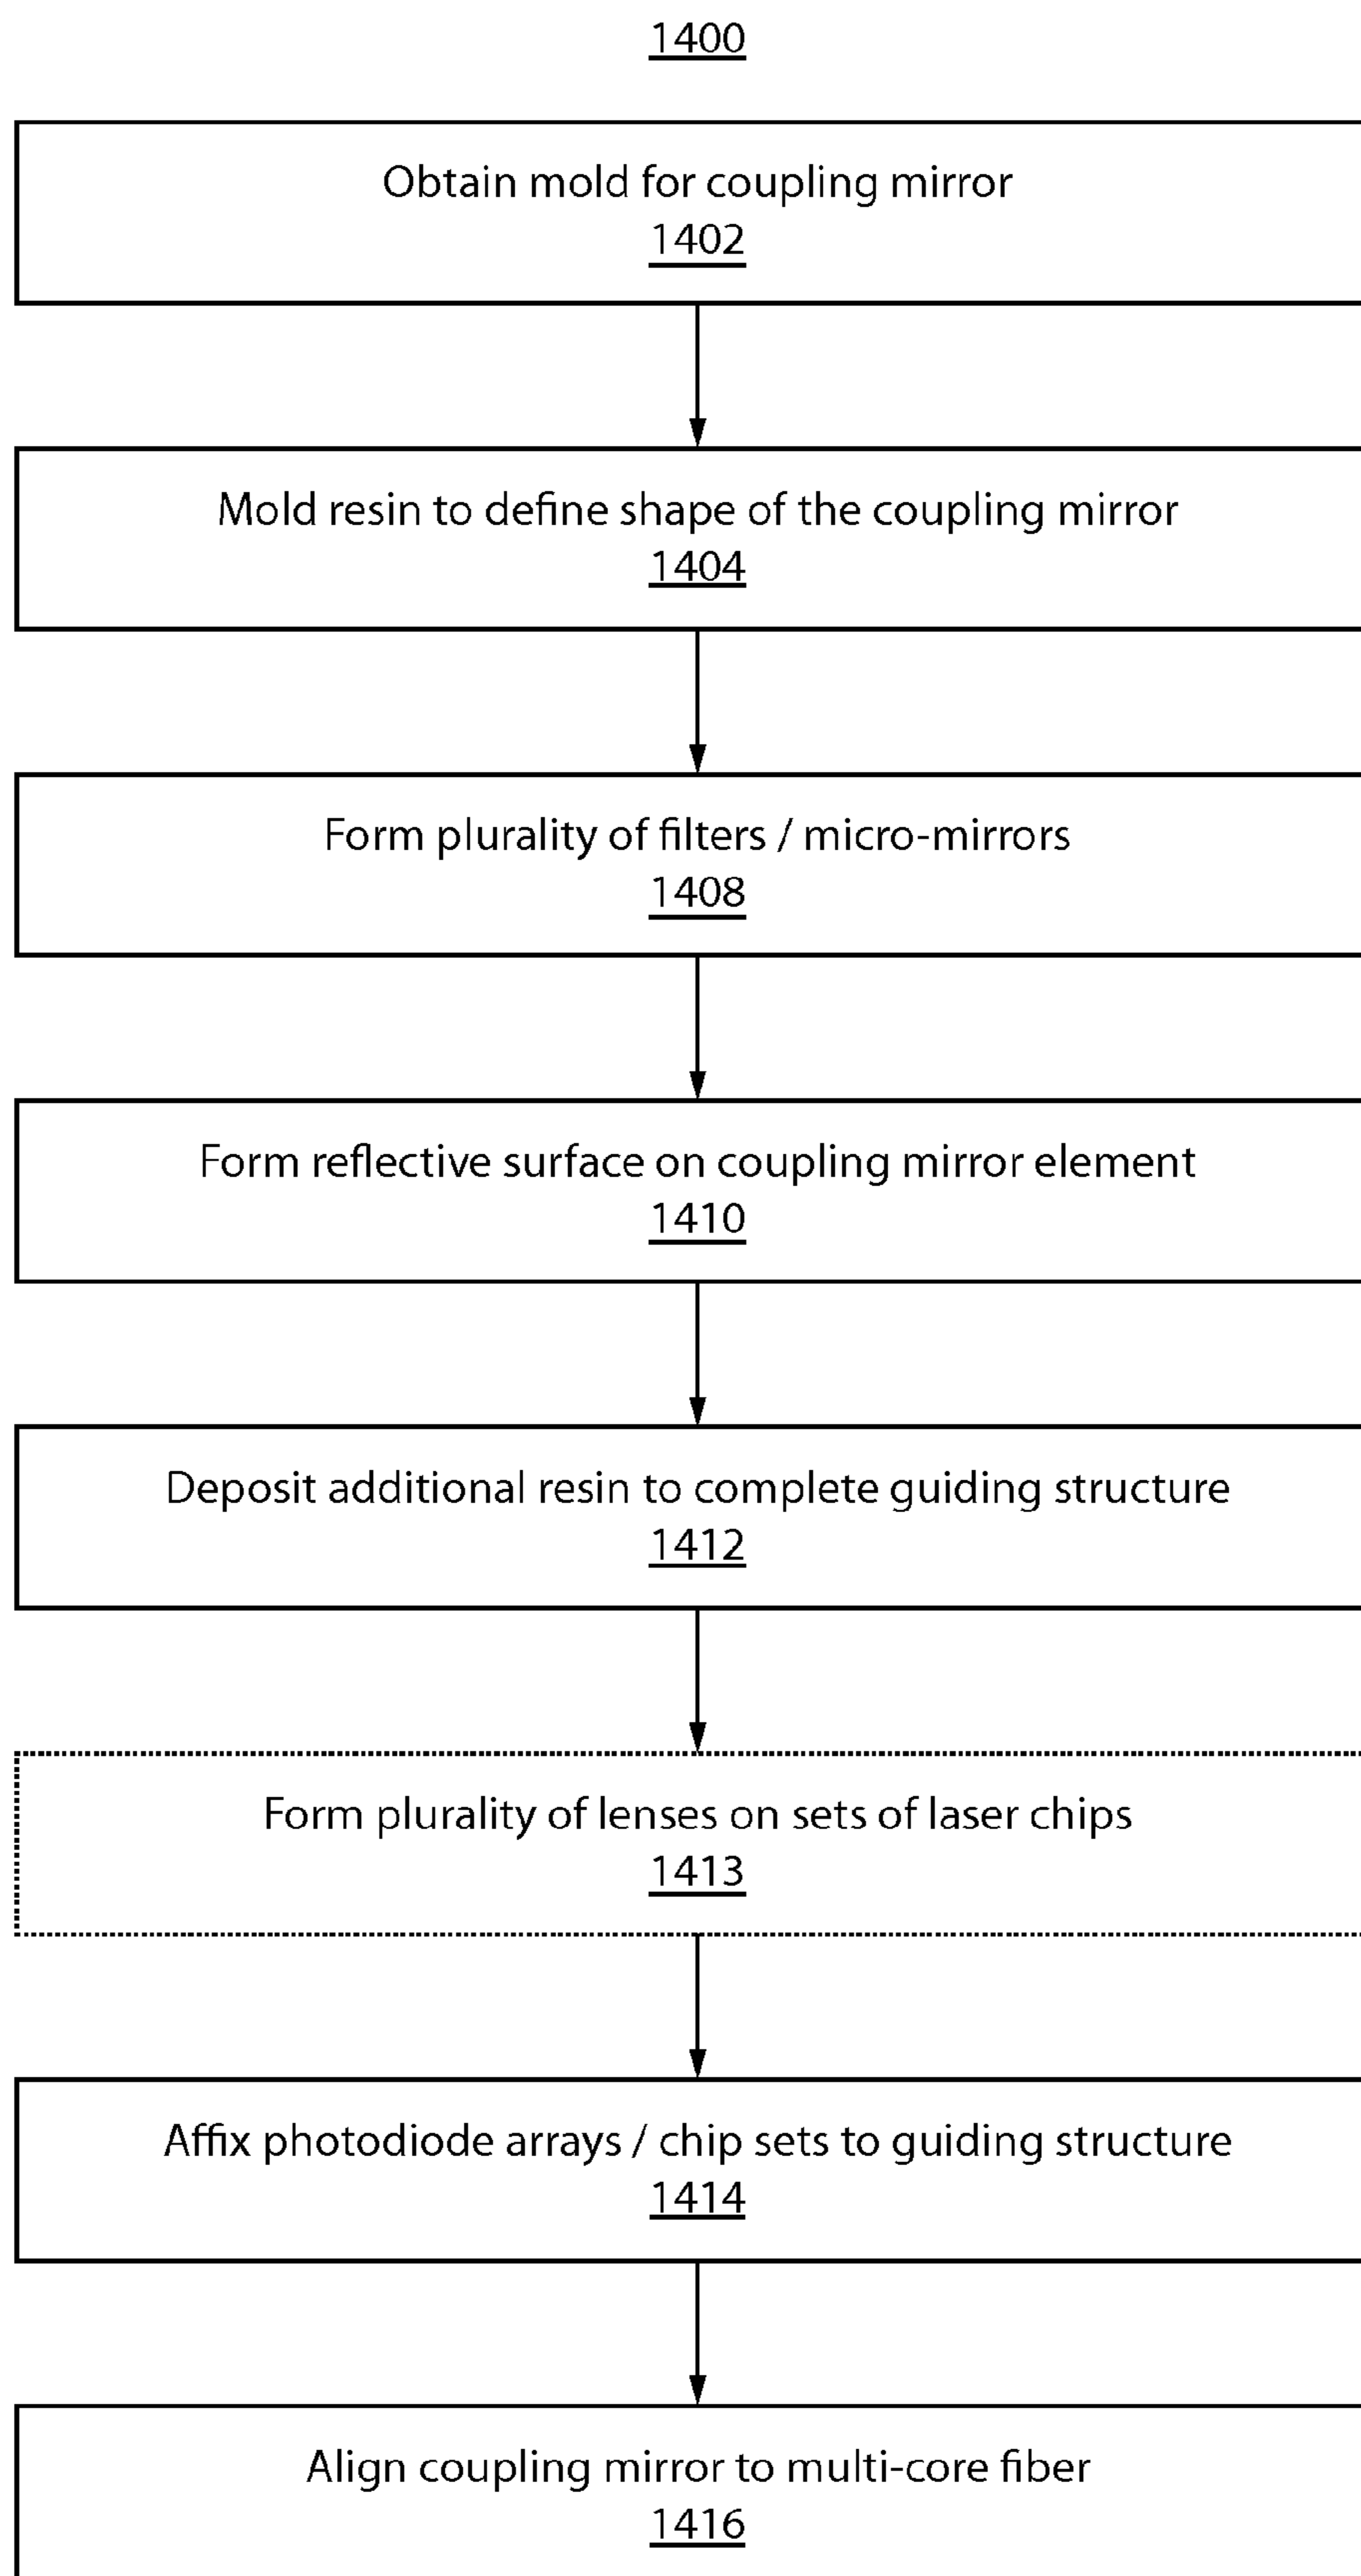 1400
Obtain mold for coupling mirror
1402
Mold resin to define shape of the coupling mirror
1404
Form plurality of filters / micro-mirrors
1408
Form reflective surface on coupling mirror element
1410
Deposit additional resin to complete guiding structure
1412
Form plurality of lenses on sets of laser chips
1413
Affix photodiode arrays / chip sets to guiding structure
1414
Align coupling mirror to multi-core fiber
1416